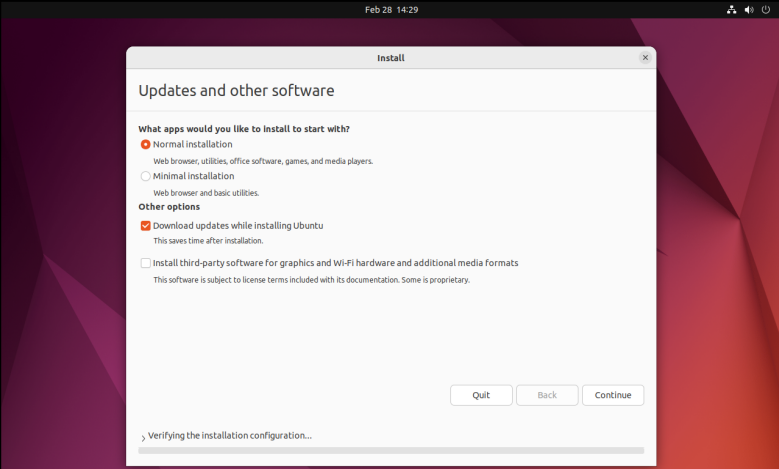 Feb 28 14:29
Install
Updates and other software
What apps would you like to install to start with?
Normal installation
Web browser, utilities, office software, games, and media players.
Minimal installation
Web browser and basic utilities.
Other options
Download updates while installing Ubuntu
This saves time after installation.
Install third-party software for graphics and Wi-Fi hardware and additional media formats
This software is subject to license terms included with its documentation. Some is proprietary.
Quit Back Continue
Verifying the installation configuration...